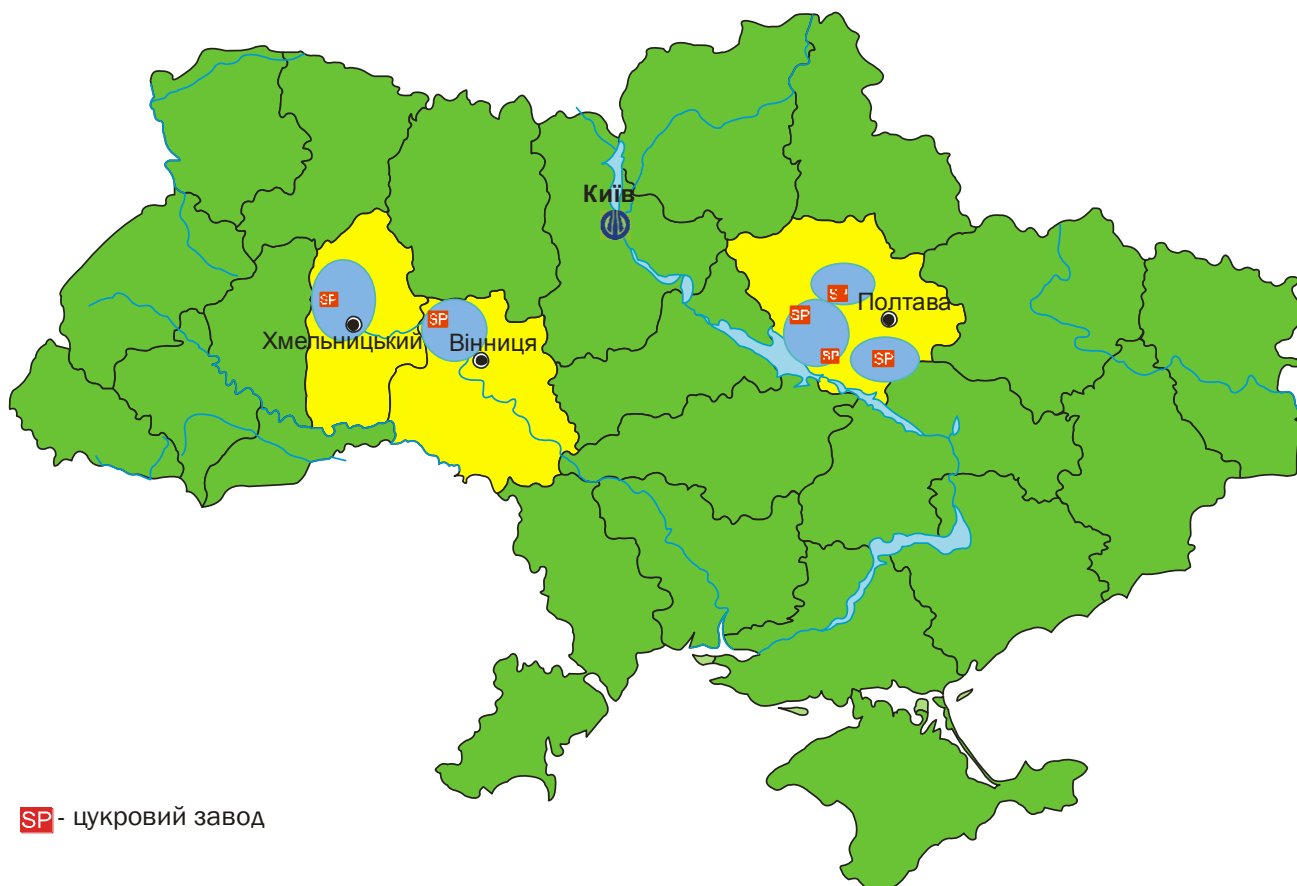 Київ
SP
SP
Полтава
SP
SP
Хмельницький
Вінниця
SP
SP
SP - цукровий завод